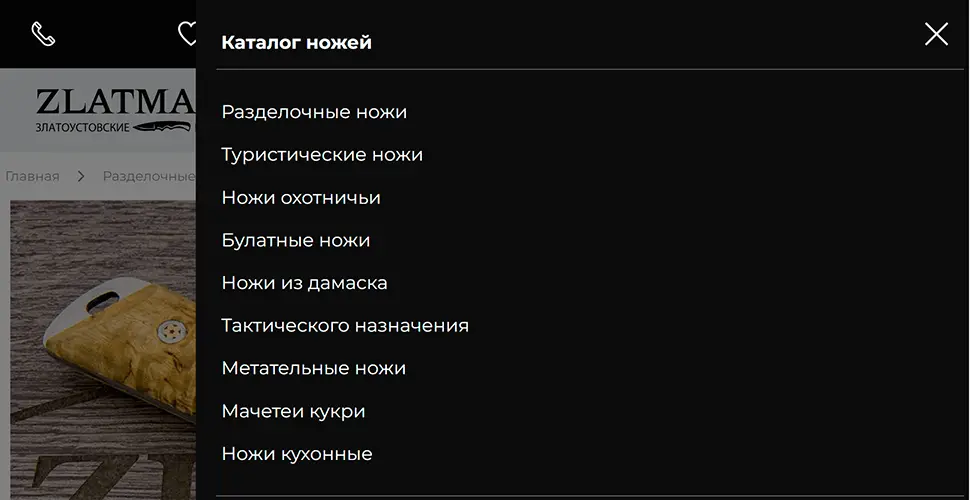 Каталог ножей
ZLATMA
ЗЛАТОУСТОВСКИЕ
Главная > Разделочные
Разделочные ножи
Туристические ножи
Ножи охотничьи
Булатные ножи
Ножи из дамаска
Тактического назначения
Метательные ножи
Мачетеи кукри
Ножи кухонные